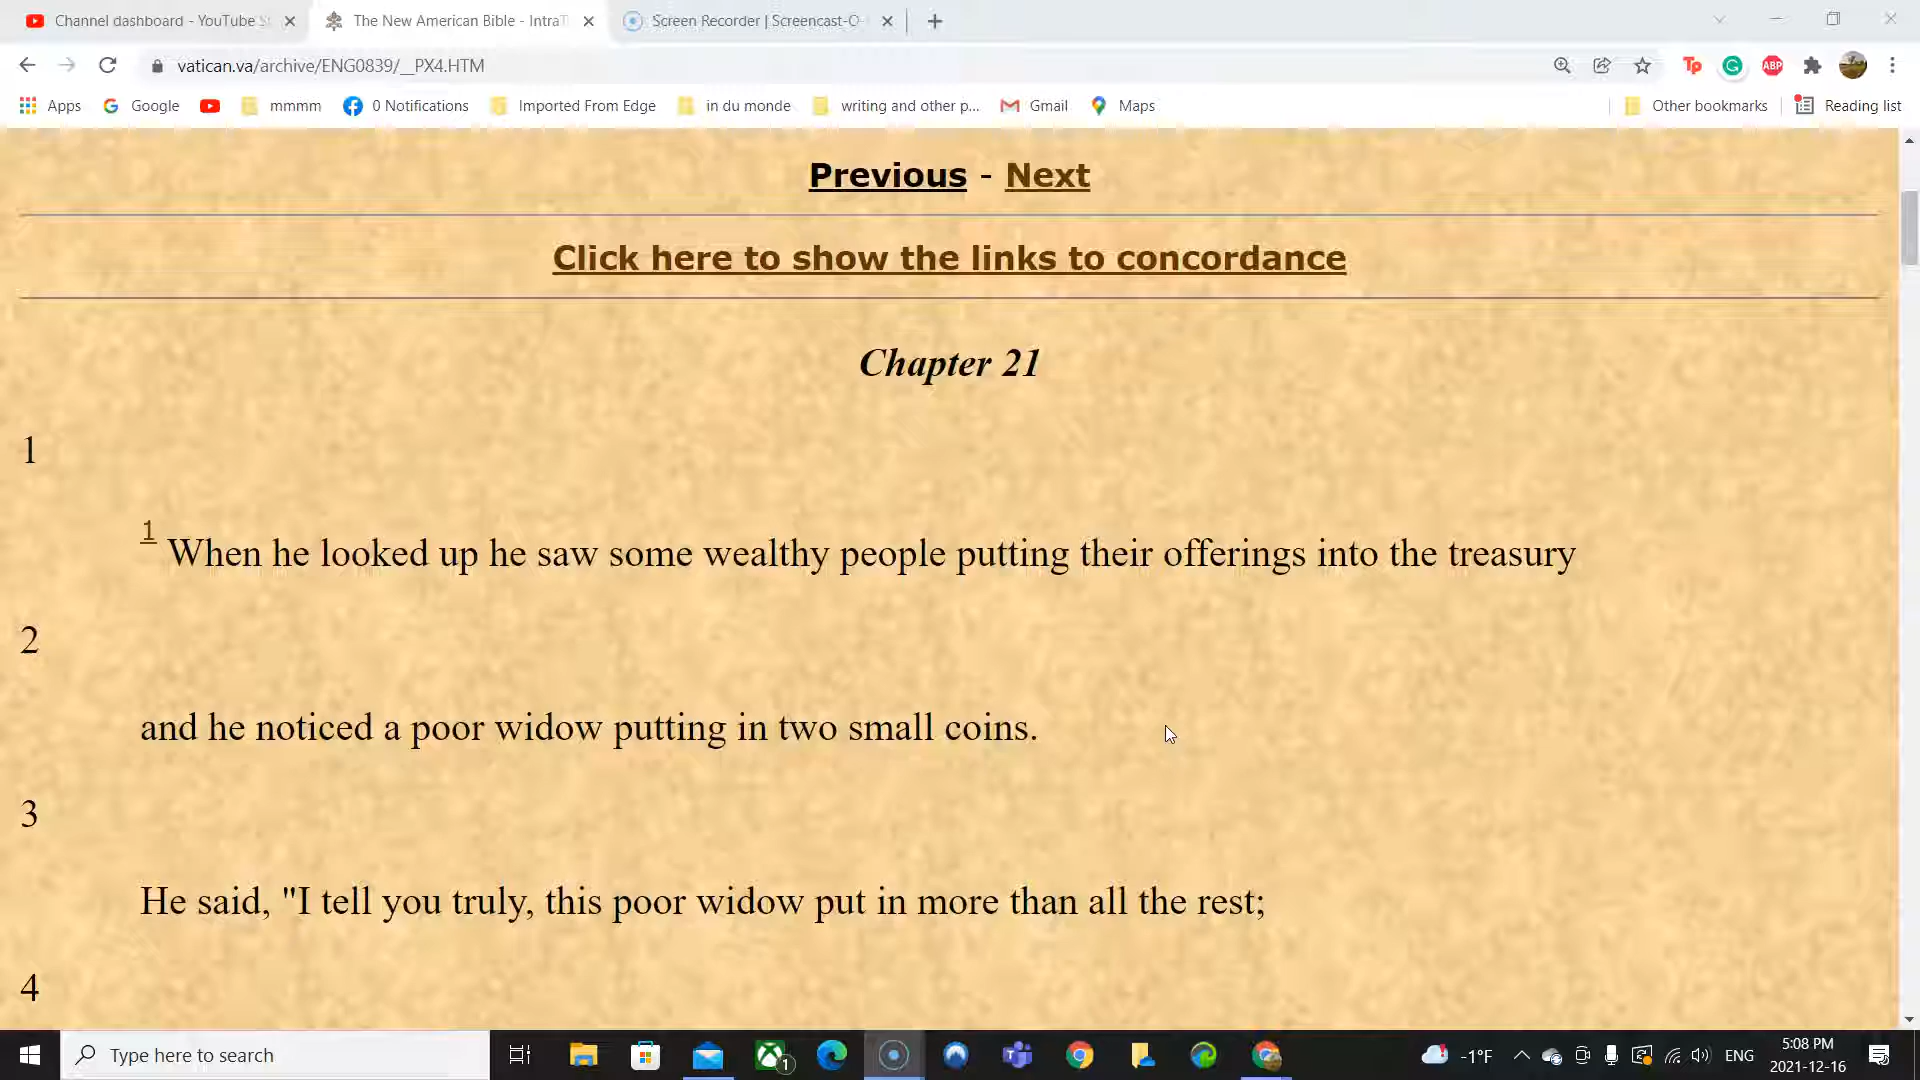 Channel dashboard - YouTube S
The New American Bible - IntraT
Screen Recorder | Screencast-O-
vatican.va/archive/ENG0839/__PX4.HTM
Tp
G
ABP
Apps
Google
mmmm
0 Notifications
Imported From Edge
in du monde
writing and other p...
Gmail
Maps
Other bookmarks
Reading list
Previous - Next
Click here to show the links to concordance
Chapter 21
1
1 When he looked up he saw some wealthy people putting their offerings into the treasury
2
and he noticed a poor widow putting in two small coins.
3
He said, "I tell you truly, this poor widow put in more than all the rest;
4
Type here to search
1
-1°F
ENG
5:08 PM
2021-12-16